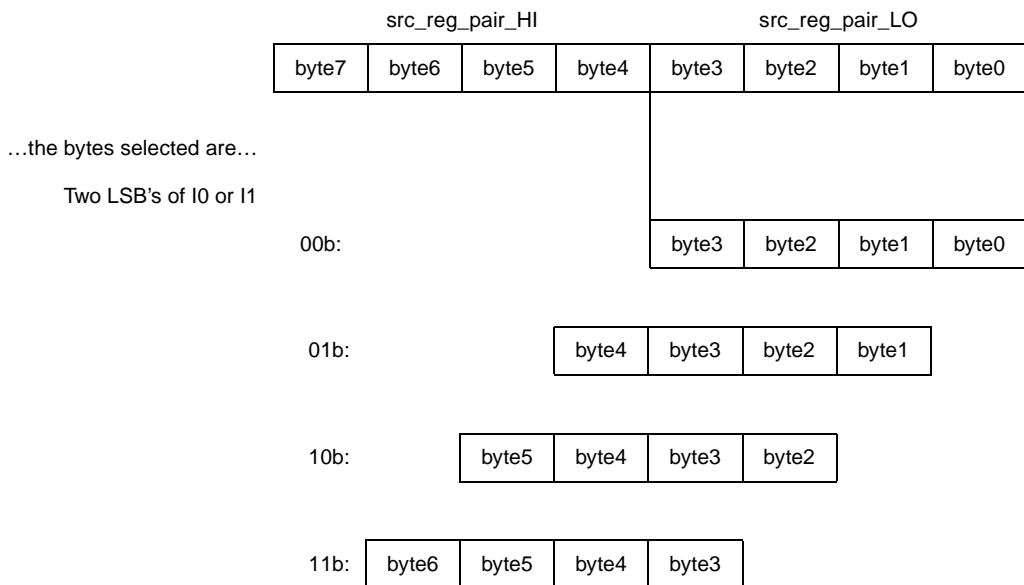 src_reg_pair_HI src_reg_pair_LO
byte7 byte6 byte5 byte4 byte3 byte2 byte1 byte0
…the bytes selected are…
Two LSB’s of I0 or I1
00b: byte3 byte2 byte1 byte0
01b: byte4 byte3 byte2 byte1
10b: byte5 byte4 byte3 byte2
11b: byte6 byte5 byte4 byte3